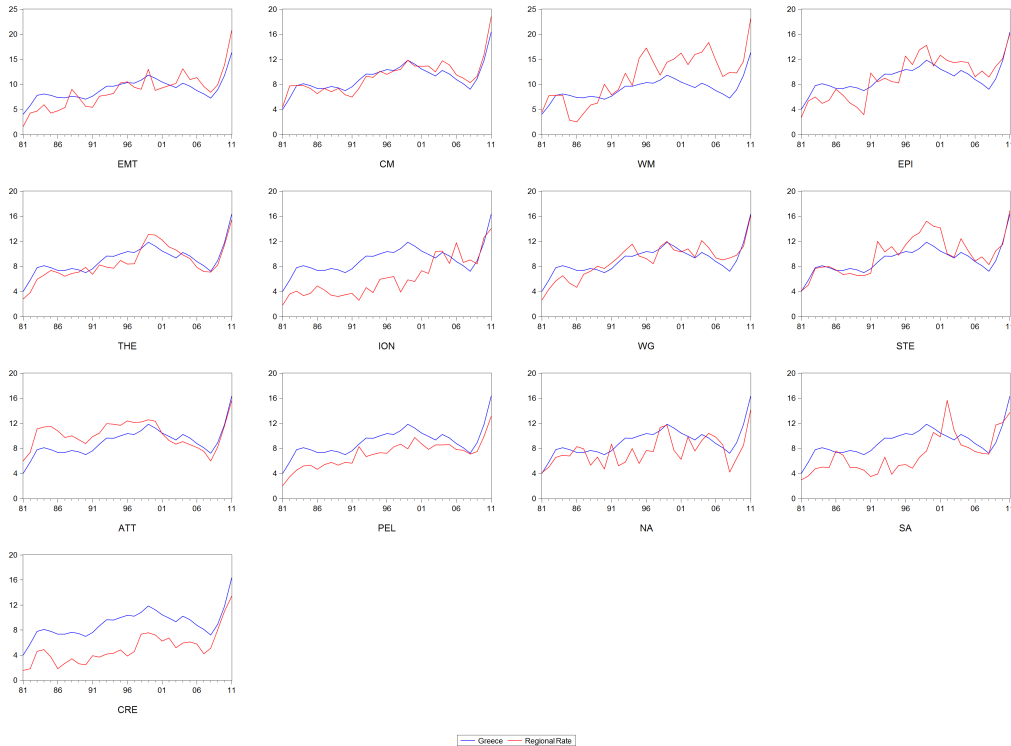 25 20 25 20
20 16 20 16
15 12 15 12
10 8 10 8
5 4 5 4
0 0 0 0
81 86 91 96 01 06 11 81 86 91 96 01 06 11 81 86 91 96 01 06 11 81 86 91 96 01 06 11
EMT CM WM EPI
20 20 20 20
16 16 16 16
12 12 12 12
8 8 8 8
4 4 4 4
0 0 0 0
81 86 91 96 01 06 11 81 86 91 96 01 06 11 81 86 91 96 01 06 11 81 86 91 96 01 06 11
THE ION WG STE
20 20 20 20
16 16 16 16
12 12 12 12
8 8 8 8
4 4 4 4
0 0 0 0
81 86 91 96 01 06 11 81 86 91 96 01 06 11 81 86 91 96 01 06 11 81 86 91 96 01 06 11
ATT PEL NA SA
20
16
12
8
4
0
81 86 91 96 01 06 11
CRE
Greece Regional Rate